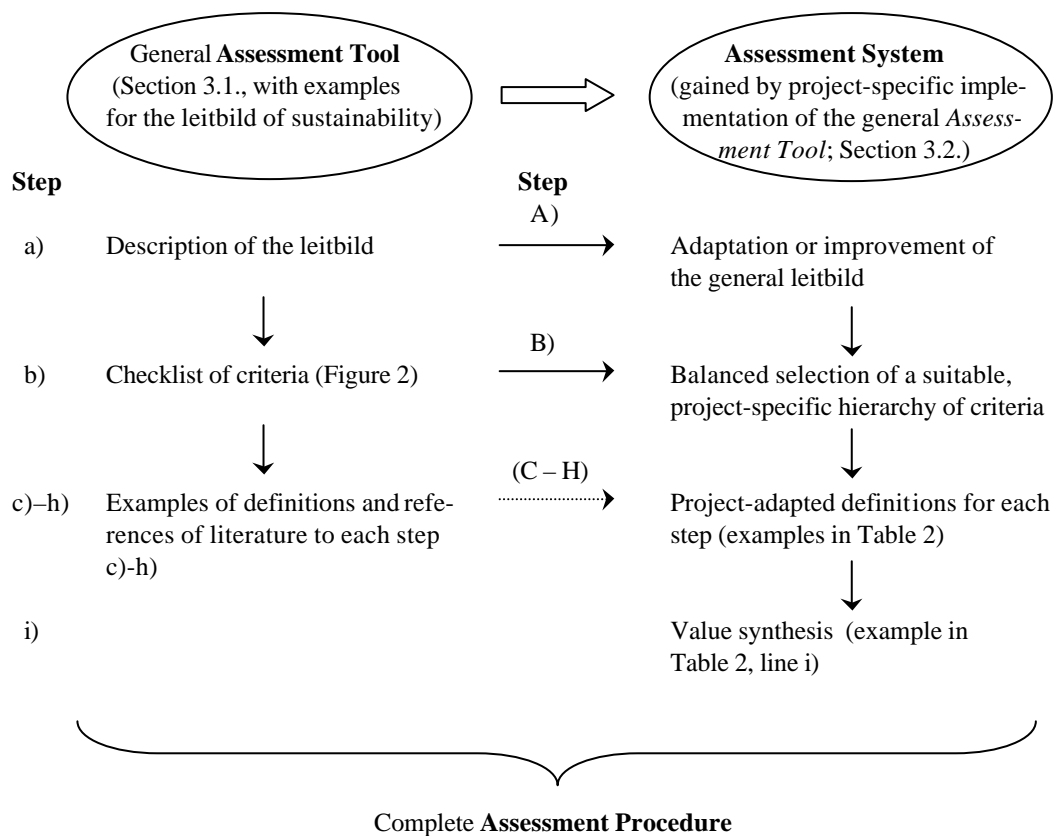 General Assessment Tool
(Section 3.1., with examples
for the leitbild of sustainability)
Assessment System
(gained by project-specific imple-
mentation of the general Assess-
ment Tool; Section 3.2.)
Step
Step
A)
a)
Description of the leitbild
Adaptation or improvement of
the general leitbild
B)
b)
Checklist of criteria (Figure 2)
Balanced selection of a suitable,
project-specific hierarchy of criteria
(C – H)
c)–h)
Examples of definitions and refe-
rences of literature to each step
c)-h)
Project-adapted definitions for each
step (examples in Table 2)
i)
Value synthesis (example in
Table 2, line i)
Complete Assessment Procedure